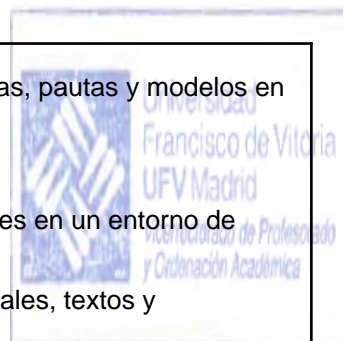 as, pautas y modelos en
Universidad
Francisco de Vitoria
UFV Madrid
es en un entorno de
Vicerrectorado de Profesorado
y Ordenación Académica
ales, textos y